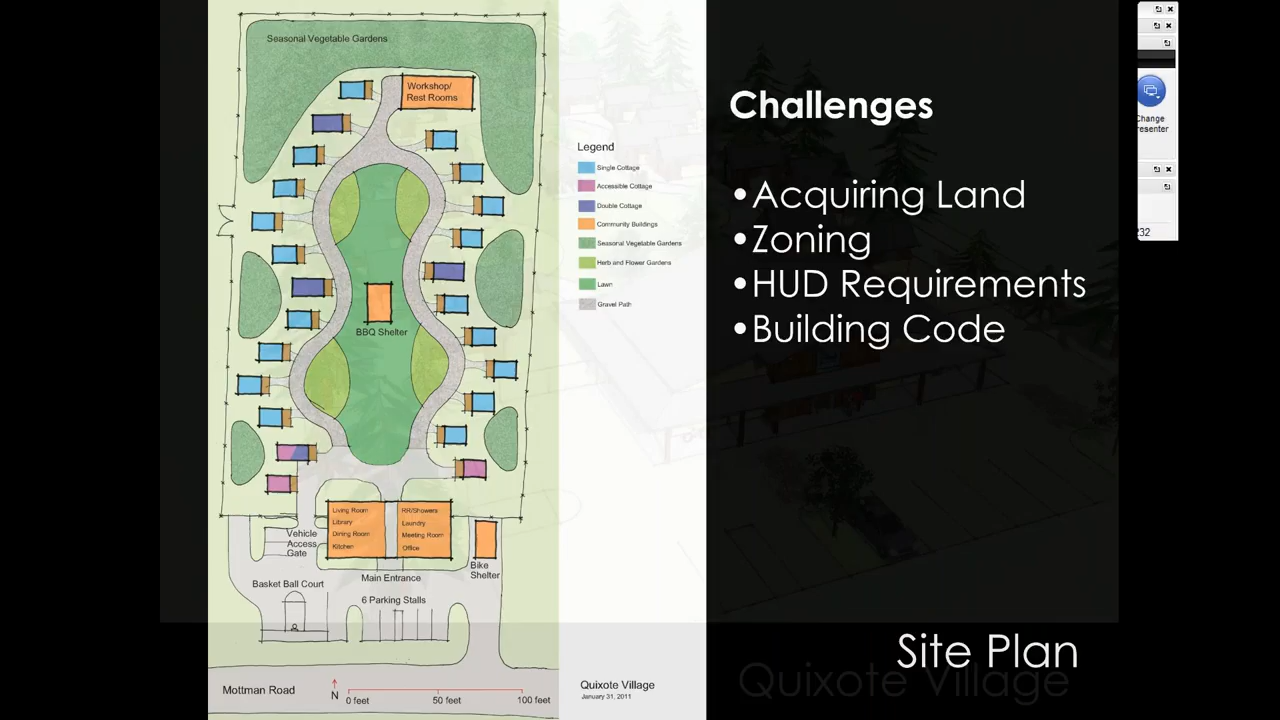 Seasonal Vegetable Gardens
Workshop/
Rest Rooms
BBQ Shelter
Living Room
Library
Dining Room
Kitchen
RR/Showers
Laundry
Meeting Room
Office
Vehicle
Access
Gate
Bike
Shelter
Main Entrance
Basket Ball Court
6 Parking Stalls
Mottman Road
N
0 feet
50 feet
100 feet
Legend
Single Cottage
Accessible Cottage
Double Cottage
Community Buildings
Seasonal Vegetable Gardens
Herb and Flower Gardens
Lawn
Gravel Path
Quixote Village
January 31, 2011
Challenges
•Acquiring Land
•Zoning
•HUD Requirements
•Building Code
Site Plan
Quixote Village
Change
resenter
232